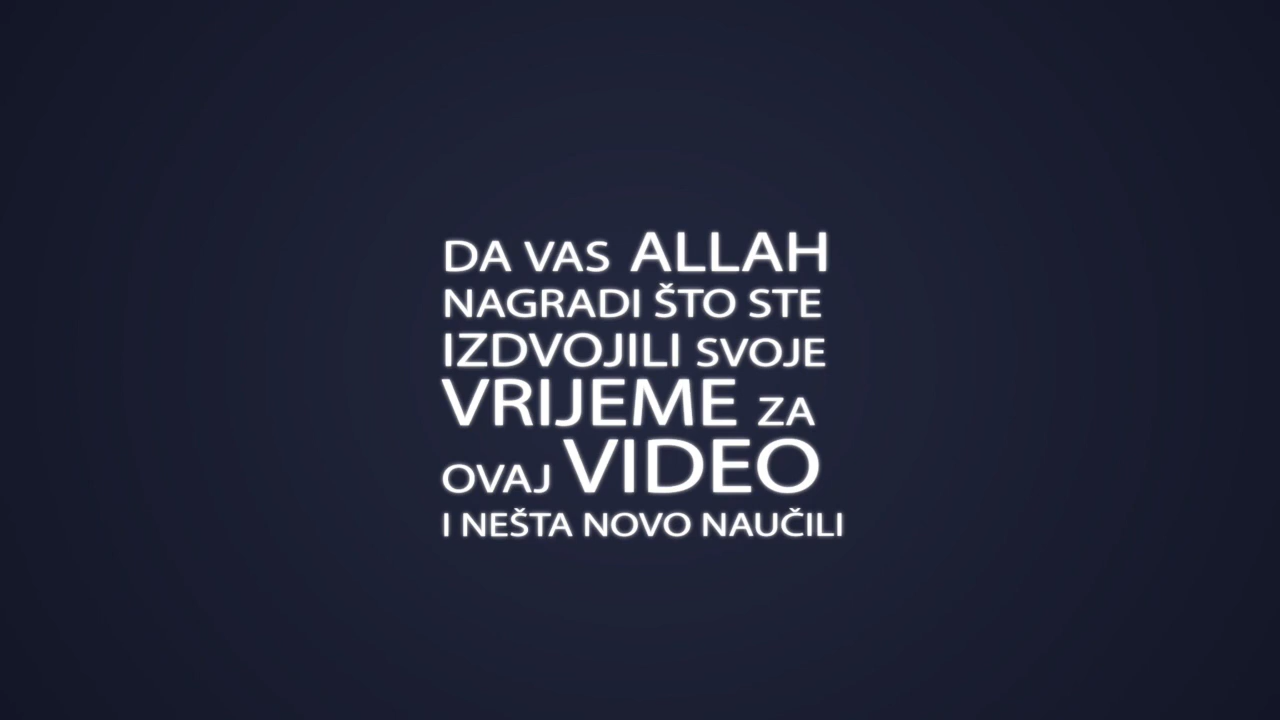 DA VAS ALLAH
NAGRADI ŠTO STE
IZDVOJILI SVOJE
VRIJEME ZA
OVAJ VIDEO
I NEŠTA NOVO NAUČILI